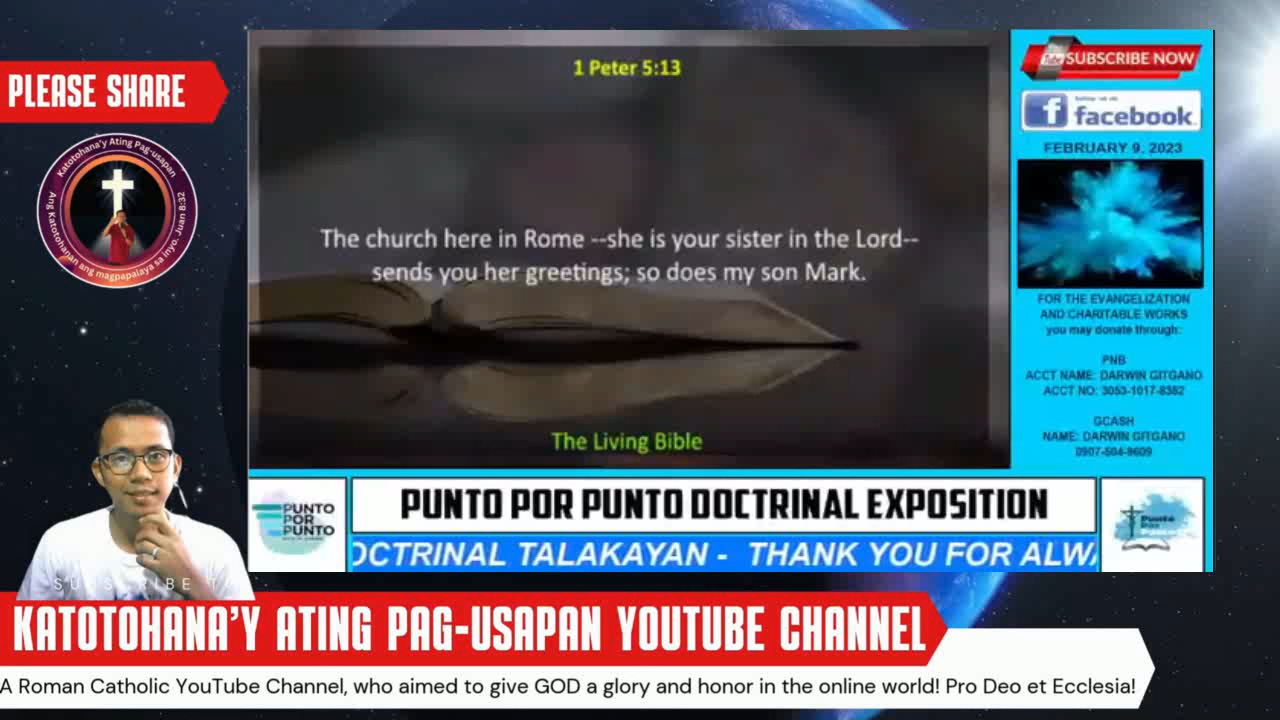 PLEASE SHARE
Katotohana'y Ating Pag-usapan
Ang Katotohanan ang magpapalaya sa inyo. Juan 8:32
1 Peter 5:13
The church here in Rome --she is your sister in the Lord--
sends you her greetings; so does my son Mark.
The Living Bible
SUBSCRIBE NOW
facebook
FEBRUARY 9, 2023
FOR THE EVANGELIZATION
AND CHARITABLE WORKS
you may donate through:
PNB
ACCT NAME: DARWIN GITGANO
ACCT NO: 3053-1017-8362
GCASH
NAME: DARWIN GITGANO
0907-504-9609
PUNTO
POR
PUNTO
PUNTO POR PUNTO DOCTRINAL EXPOSITION
Punto
Por
Punto
OCTRINAL TALAKAYAN - THANK YOU FOR ALWA
SUBSCRIBE
KATOTOHANA'Y ATING PAG-USAPAN YOUTUBE CHANNEL
A Roman Catholic YouTube Channel, who aimed to give GOD a glory and honor in the online world! Pro Deo et Ecclesia!